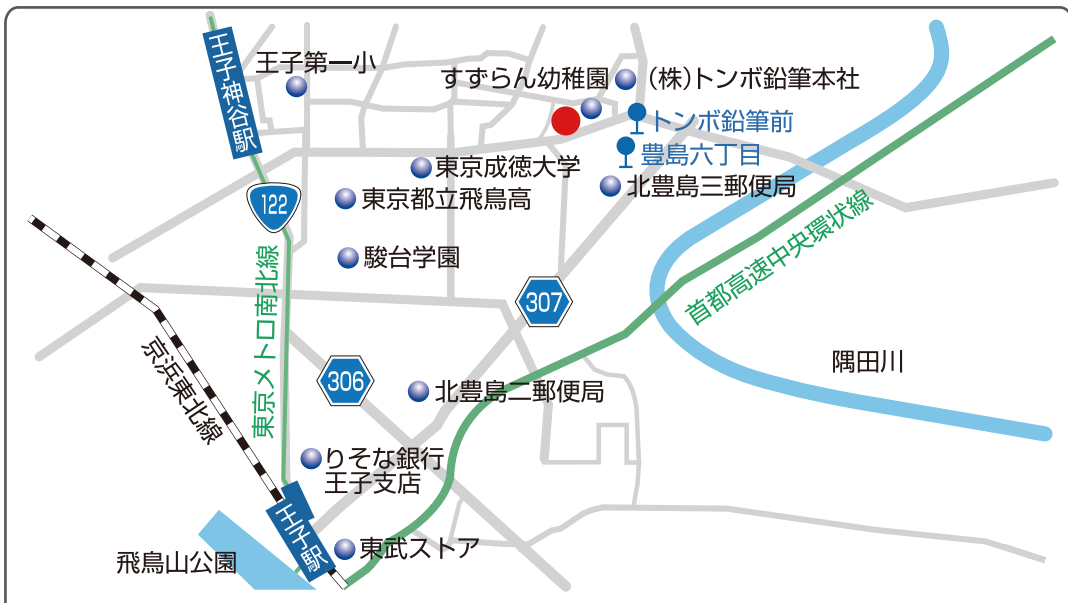 王子神谷駅
王子第一小
すずらん幼稚園
(株)トンボ鉛筆本社
トンボ鉛筆前
豊島六丁目
東京成徳大学
北豊島三郵便局
122
東京都立飛鳥高
駿台学園
東京メトロ南北線
307
首都高速中央環状線
京浜東北線
306
北豊島二郵便局
隅田川
りそな銀行
王子支店
王子駅
東武ストア
飛鳥山公園